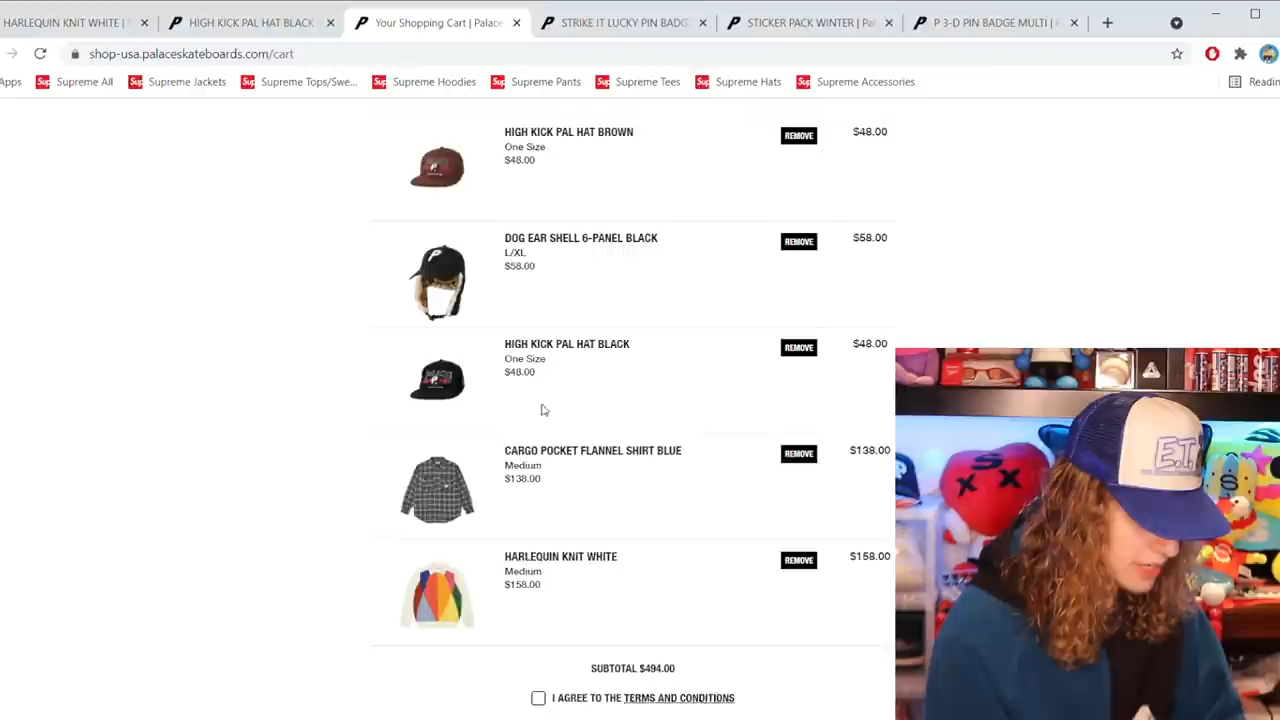 HARLEQUIN KNIT WHITE |
HIGH KICK PAL HAT BLACK
Your Shopping Cart | Palace
STRIKE IT LUCKY PIN BADG
STICKER PACK WINTER | Pal
P 3-D PIN BADGE MULTI |
shop-usa.palaceskateboards.com/cart
Apps
Supreme All
Supreme Jackets
Supreme Tops/Swe...
Supreme Hoodies
Supreme Pants
Supreme Tees
Supreme Hats
Supreme Accessories
Readin
HIGH KICK PAL HAT BROWN
One Size
$48.00
REMOVE
$48.00
DOG EAR SHELL 6-PANEL BLACK
L/XL
$58.00
REMOVE
$58.00
HIGH KICK PAL HAT BLACK
One Size
$48.00
REMOVE
$48.00
CARGO POCKET FLANNEL SHIRT BLUE
Medium
$138.00
REMOVE
$138.00
HARLEQUIN KNIT WHITE
Medium
$158.00
REMOVE
$158.00
SUBTOTAL $494.00
I AGREE TO THE TERMS AND CONDITIONS
E.T.